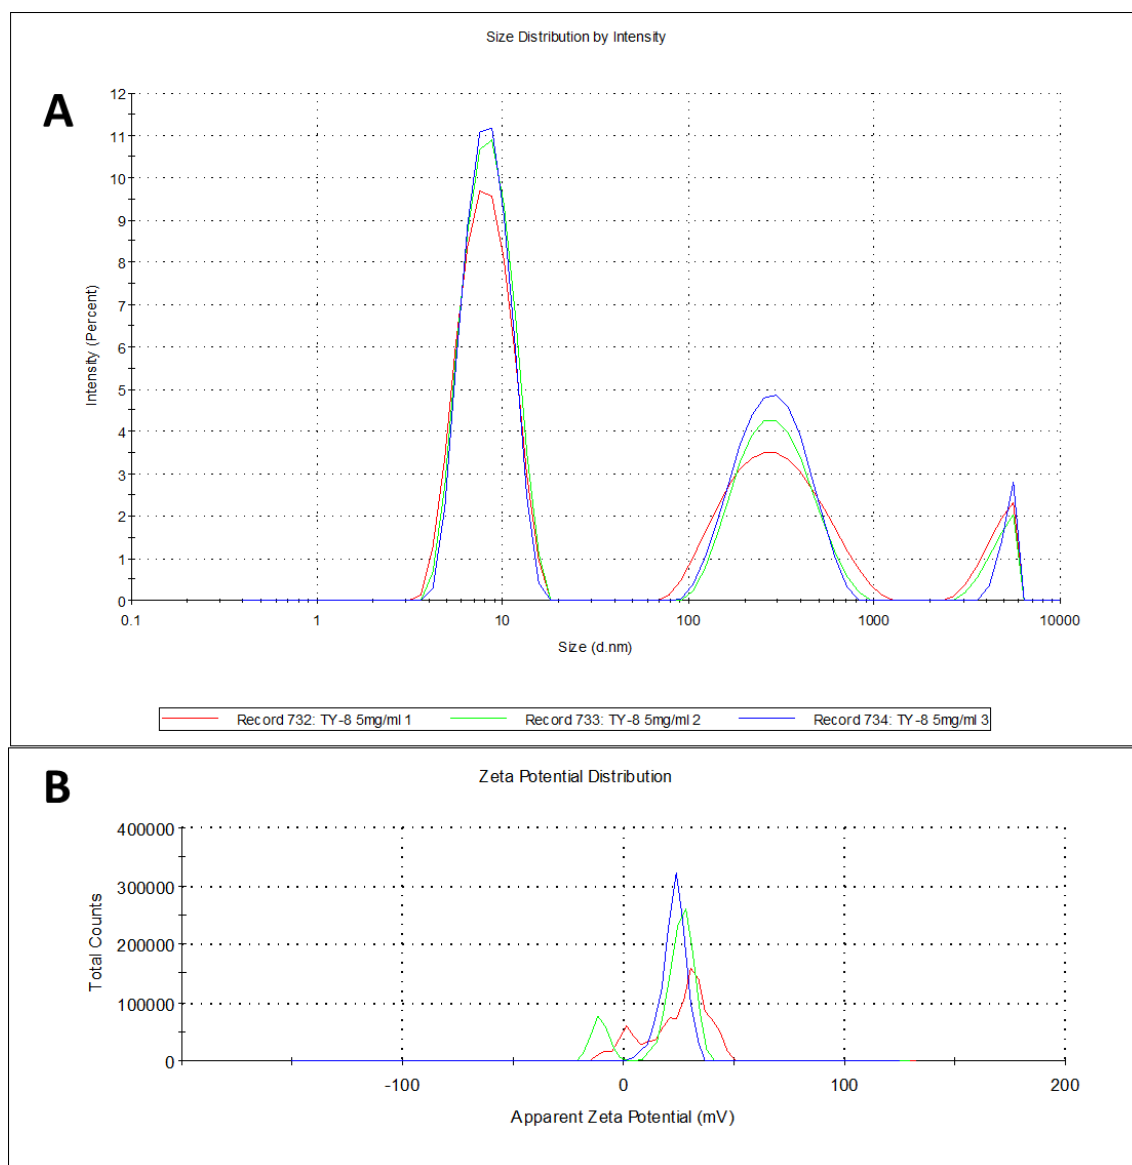 Size Distribution by Intensity
A
12
11
10
9
8
7
6
5
4
3
2
1
0
Intensity (Percent)
0.1 1 10 100 1000 10000
Size (d.nm)
Record 732: TY-8 5mg/ml 1 Record 733: TY-8 5mg/ml 2 Record 734: TY-8 5mg/ml 3
B
Zeta Potential Distribution
400000
300000
200000
100000
0
Total Counts
-100 0 100 200
Apparent Zeta Potential (mV)